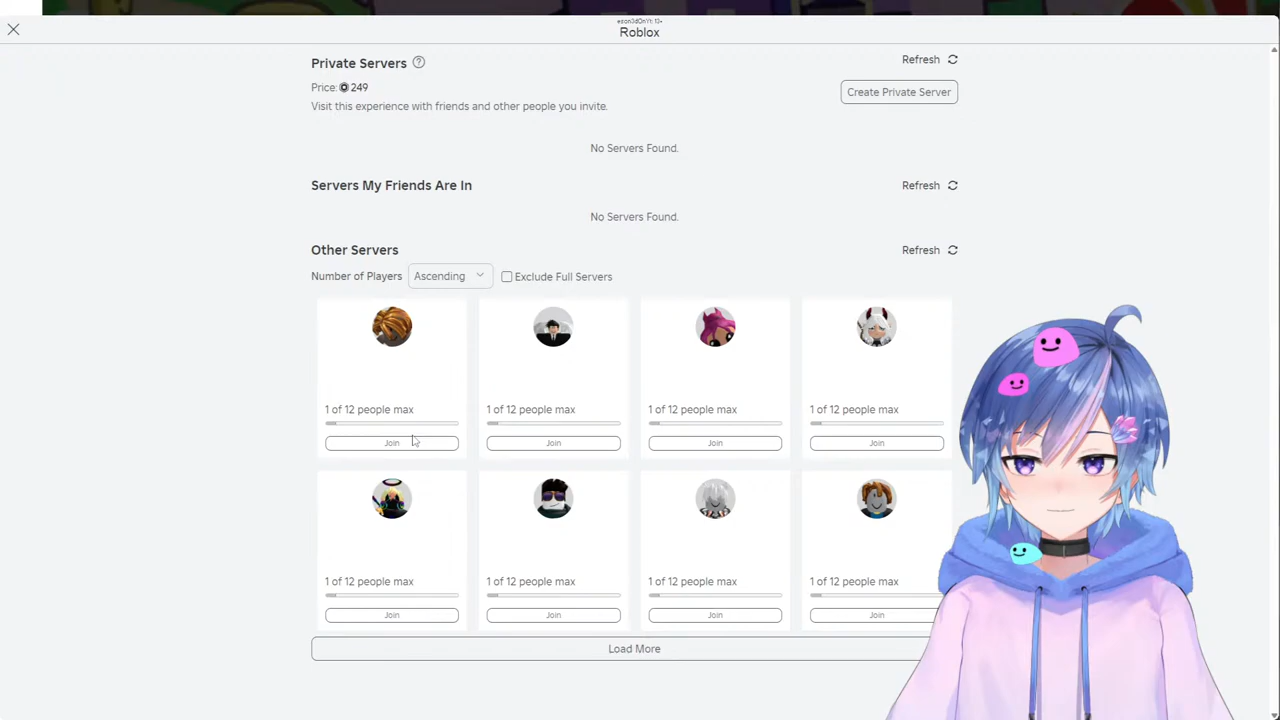 Roblox
Private Servers
Refresh
Price: 249
Create Private Server
Visit this experience with friends and other people you invite.
No Servers Found.
Servers My Friends Are In
Refresh
No Servers Found.
Other Servers
Refresh
Number of Players Ascending Exclude Full Servers
1 of 12 people max 1 of 12 people max 1 of 12 people max 1 of 12 people max
Join Join Join Join
1 of 12 people max 1 of 12 people max 1 of 12 people max 1 of 12 people max
Join Join Join Join
Load More